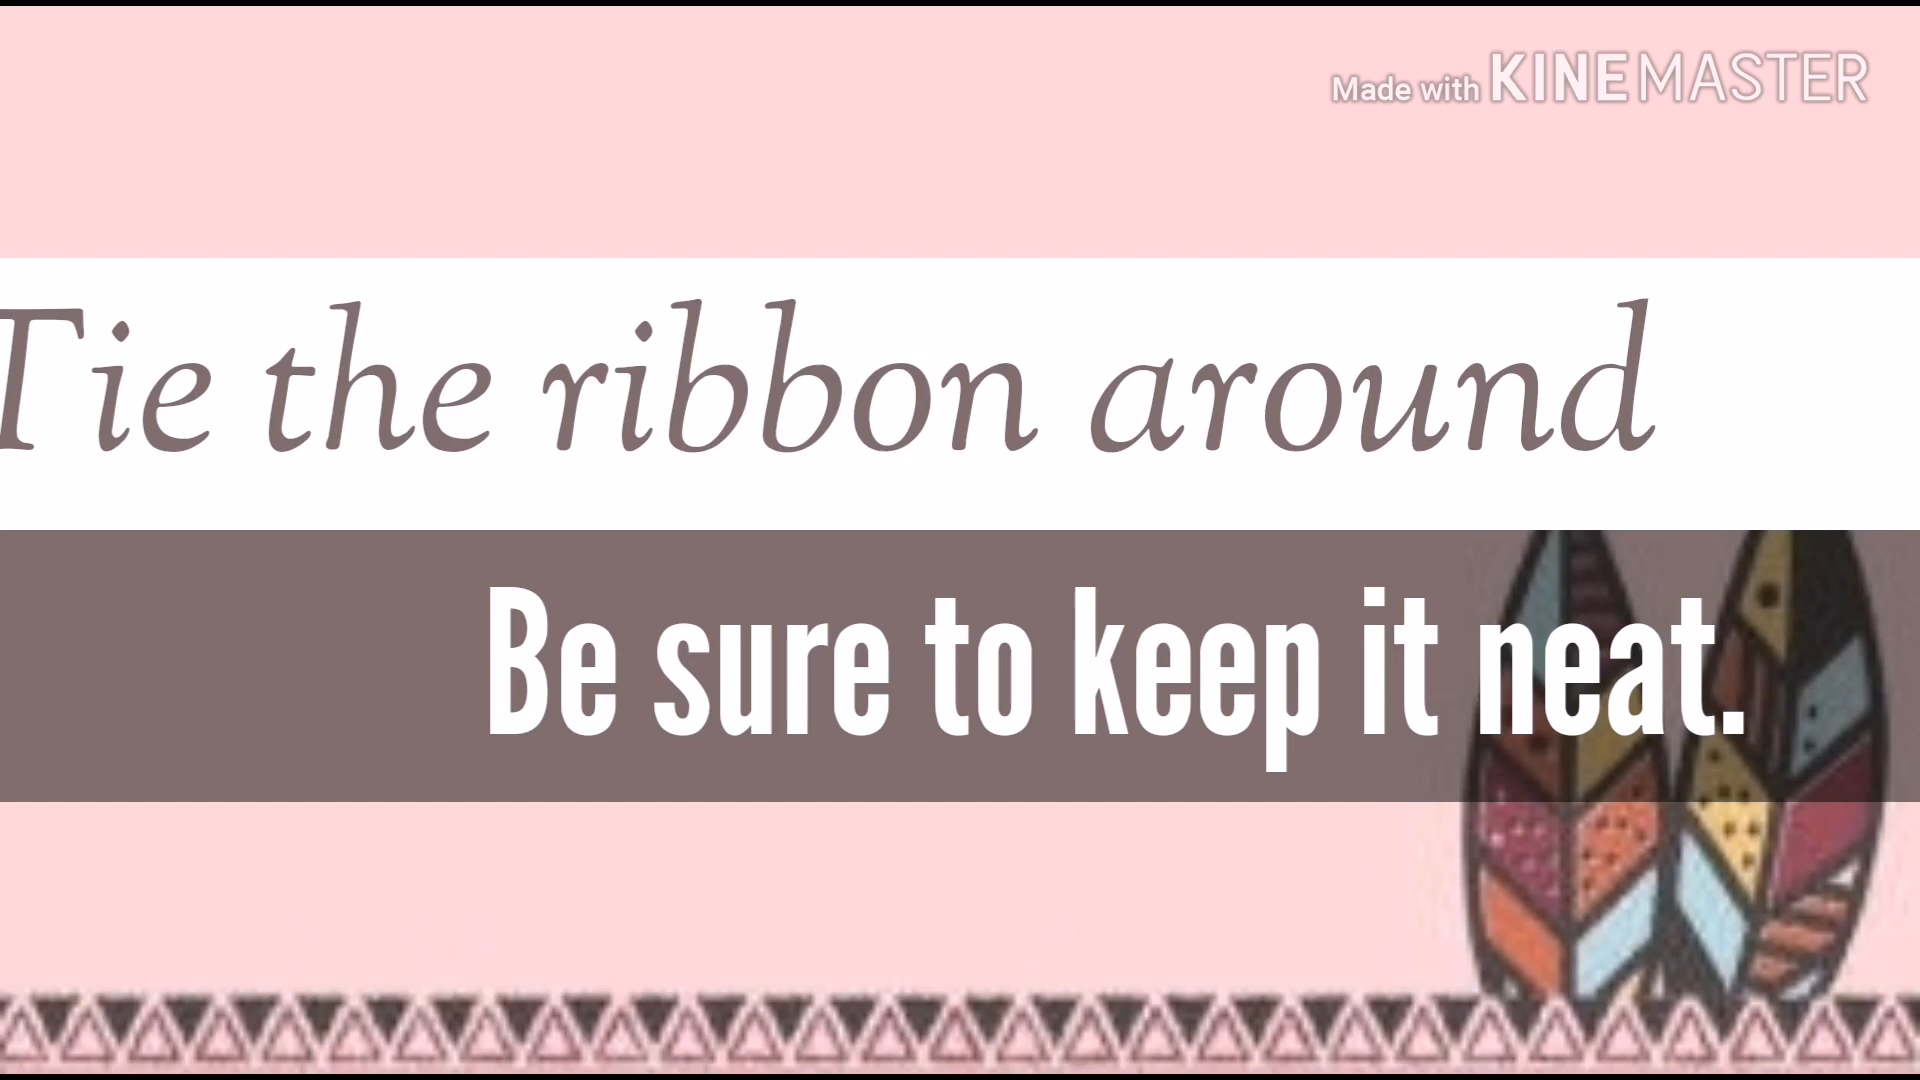 Made with KINEMASTER
Tie the ribbon around
Be sure to keep it neat.